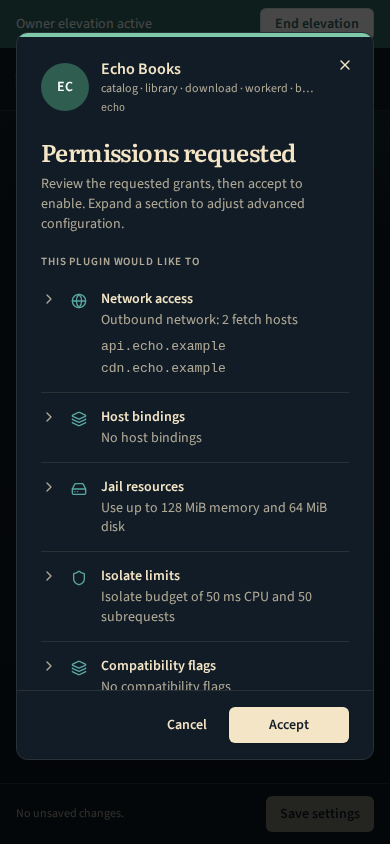 Owner elevation active
End elevation
EC
Echo Books
catalog · library · download · workerd · b…
echo
Permissions requested
Review the requested grants, then accept to
enable. Expand a section to adjust advanced
configuration.
THIS PLUGIN WOULD LIKE TO
Network access
Outbound network: 2 fetch hosts
api.echo.example
cdn.echo.example
Host bindings
No host bindings
Jail resources
Use up to 128 MiB memory and 64 MiB
disk
Isolate limits
Isolate budget of 50 ms CPU and 50
subrequests
Compatibility flags
No compatibility flags
Cancel
Accept
No unsaved changes.
Save settings